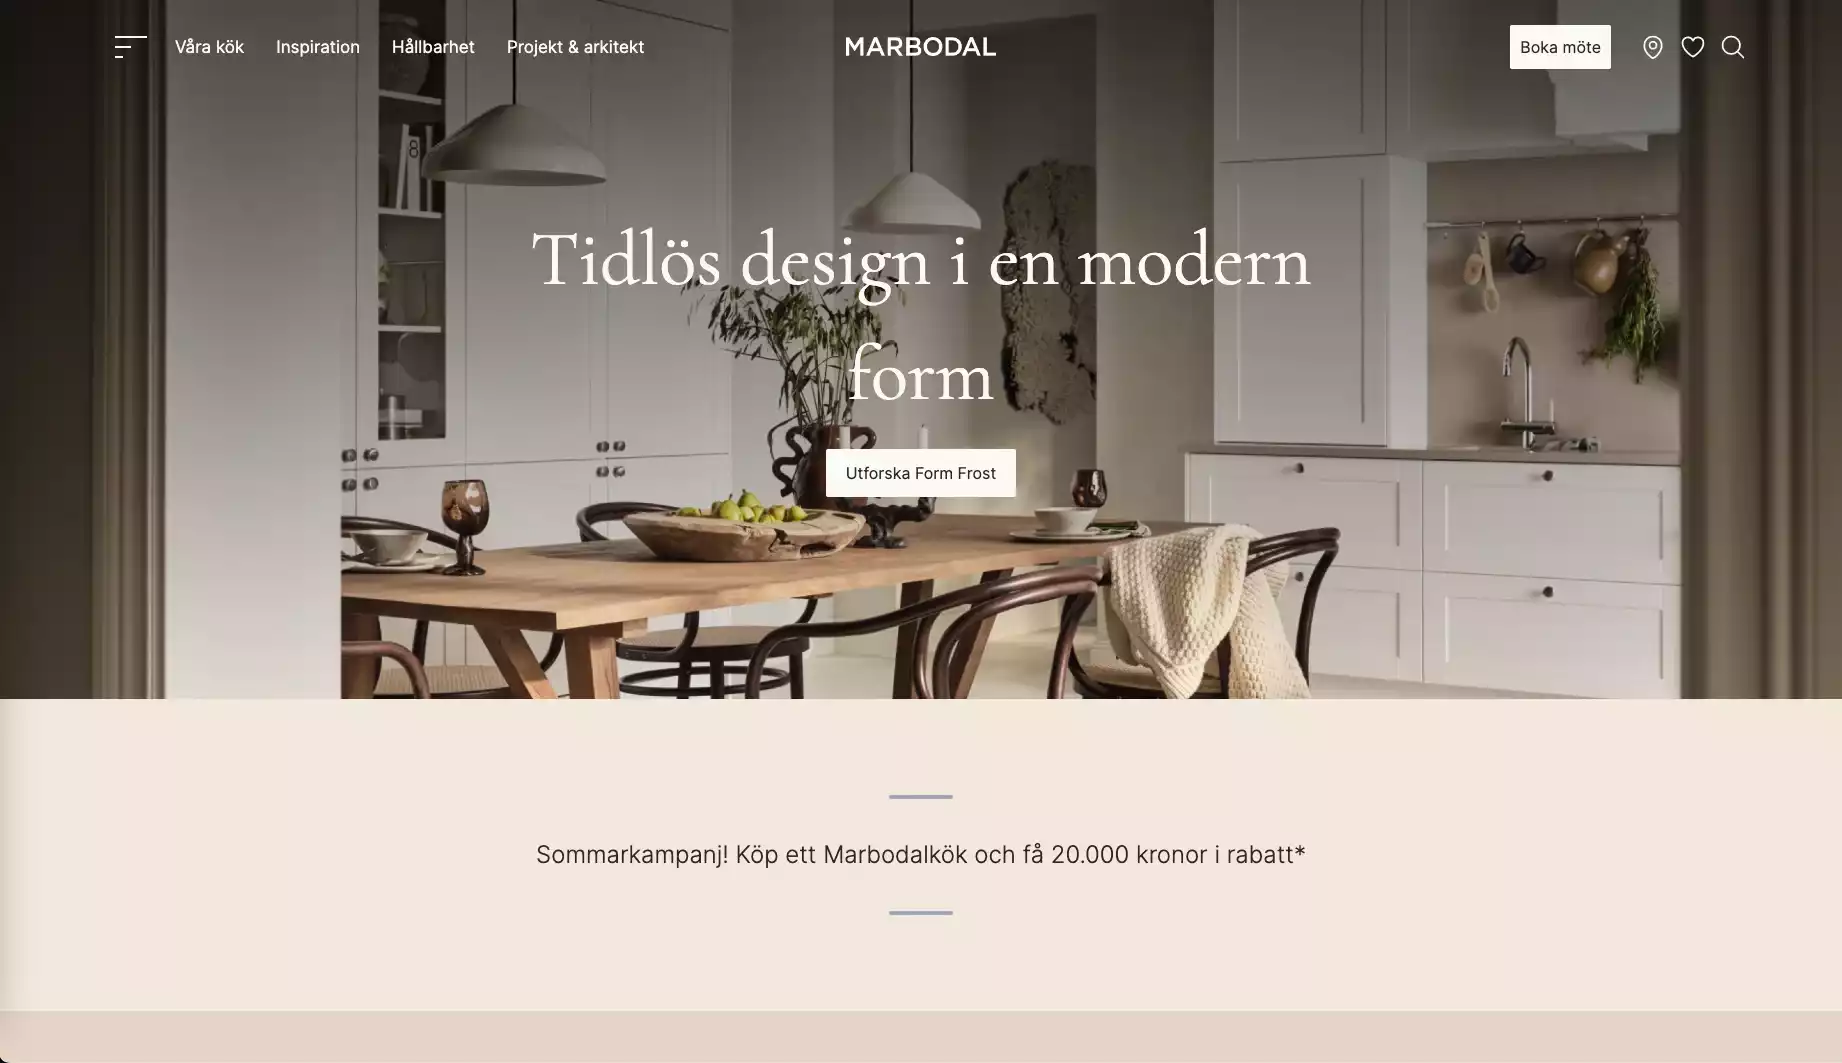 Våra kök
Inspiration
Hållbarhet
Projekt & arkitekt
MARBODAL
Boka möte
8
Tidlös design i en modern
form
Utforska Form Frost
Sommarkampanj! Köp ett Marbodalkök och få 20.000 kronor i rabatt*